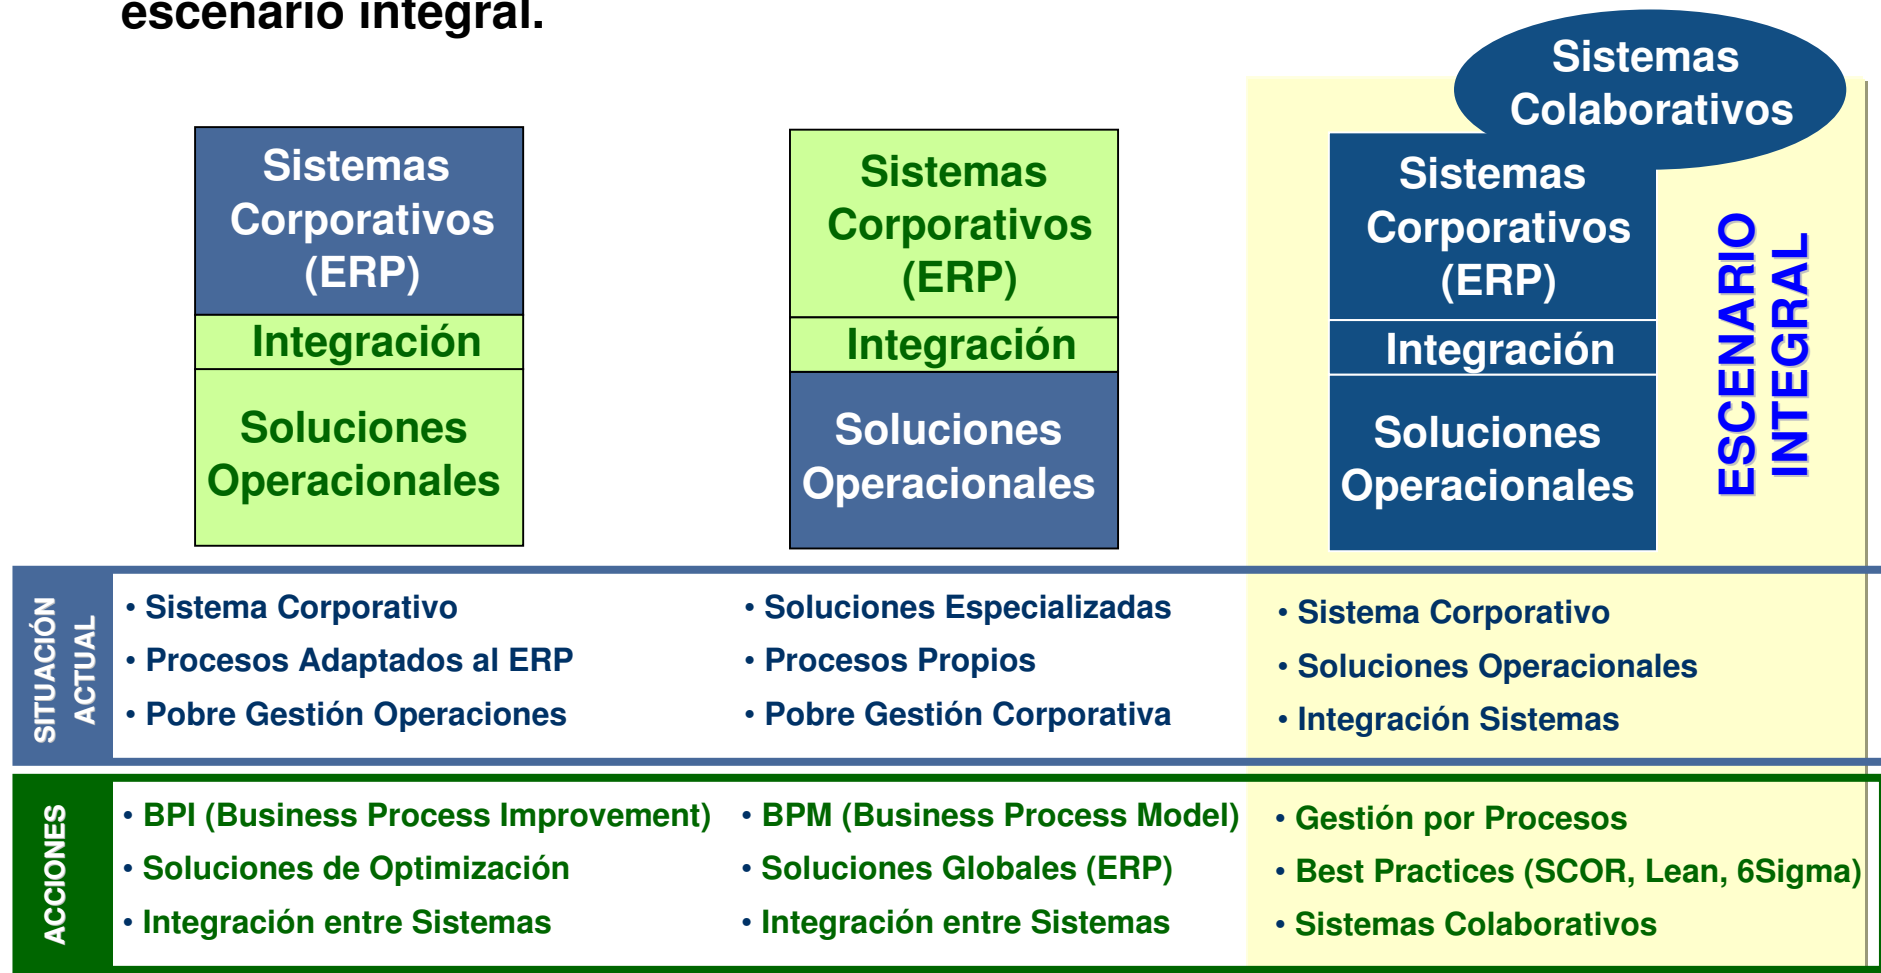 escenario integral.
Sistemas
Corporativos
(ERP)
Integración
Soluciones
Operacionales
Sistemas
Corporativos
(ERP)
Integración
Soluciones
Operacionales
Sistemas
Colaborativos
Sistemas
Corporativos
(ERP)
Integración
Soluciones
Operacionales
ESCENARIO
INTEGRAL
SITUACIÓN
ACTUAL
• Sistema Corporativo
• Procesos Adaptados al ERP
• Pobre Gestión Operaciones
• Soluciones Especializadas
• Procesos Propios
• Pobre Gestión Corporativa
• Sistema Corporativo
• Soluciones Operacionales
• Integración Sistemas
ACCIONES
• BPI (Business Process Improvement)
• Soluciones de Optimización
• Integración entre Sistemas
• BPM (Business Process Model)
• Soluciones Globales (ERP)
• Integración entre Sistemas
• Gestión por Procesos
• Best Practices (SCOR, Lean, 6Sigma)
• Sistemas Colaborativos